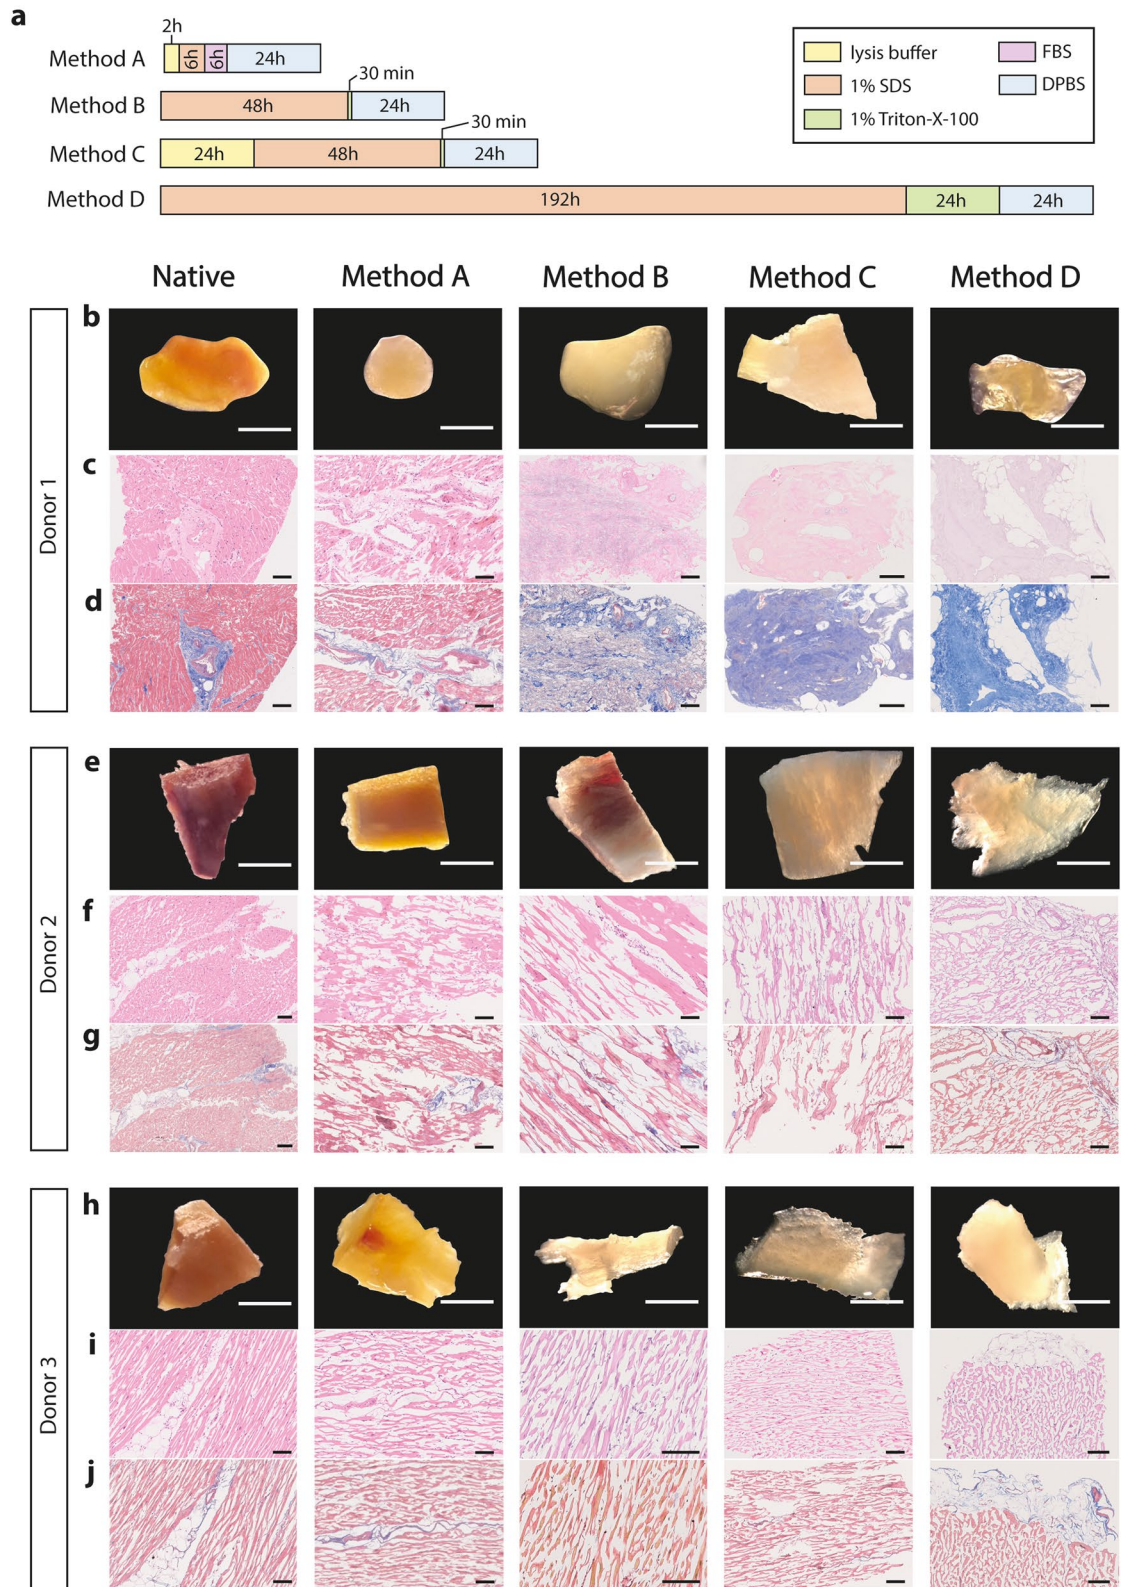 a
2h
Method A
6h
6h
24h
30 min
Method B
48h
24h
30 min
Method C
24h
48h
24h
Method D
192h
24h
24h
lysis buffer
FBS
1% SDS
DPBS
1% Triton-X-100
Native
Method A
Method B
Method C
Method D
Donor 1
b
c
d
Donor 2
e
f
g
Donor 3
h
i
j